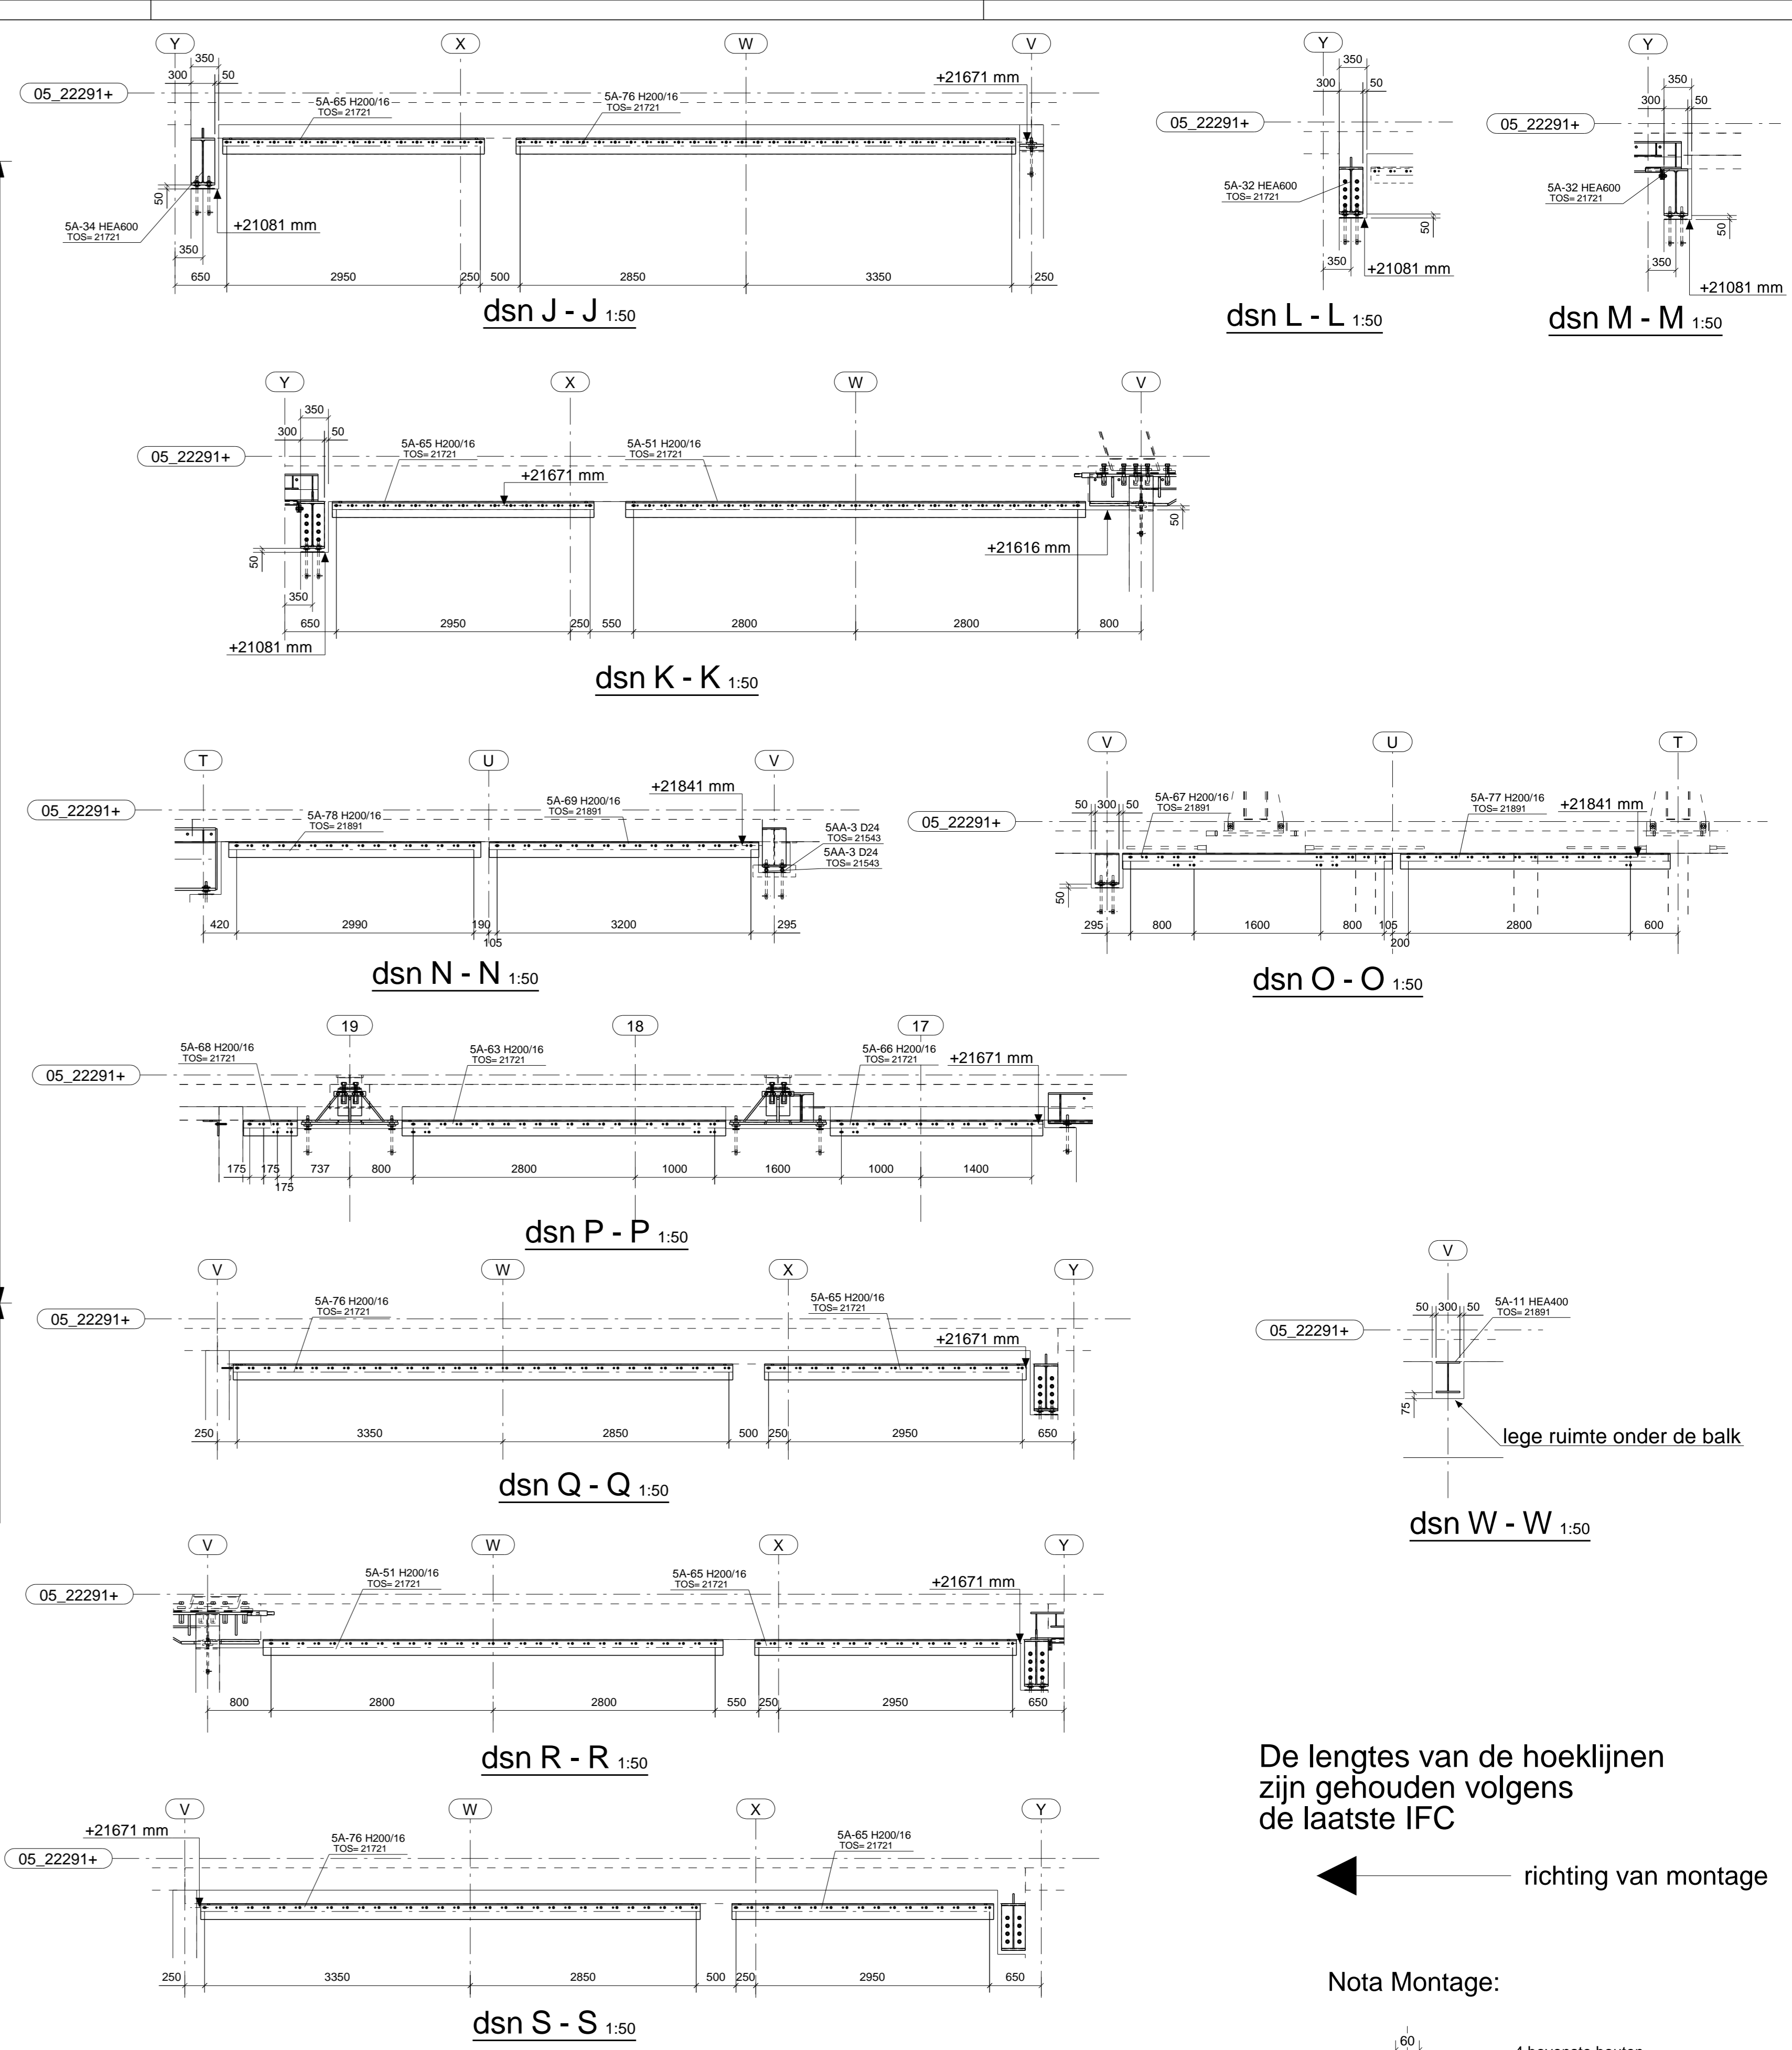 Y
X
W
V
350
300
50
05_22291+
5A-65 H200/16
TOS= 21721
5A-76 H200/16
TOS= 21721
+21671 mm
50
5A-34 HEA600
TOS= 21721
+21081 mm
350
650
2950
250
500
2850
3350
250
dsn J - J 1:50
Y
350
300
50
05_22291+
5A-32 HEA600
TOS= 21721
50
350
+21081 mm
dsn L - L 1:50
Y
350
300
50
05_22291+
5A-32 HEA600
TOS= 21721
50
350
+21081 mm
dsn M - M 1:50
Y
X
W
V
350
300
50
05_22291+
5A-65 H200/16
TOS= 21721
+21671 mm
5A-51 H200/16
TOS= 21721
50
+21616 mm
50
350
650
2950
250
550
2800
2800
800
+21081 mm
dsn K - K 1:50
T
U
V
05_22291+
5A-78 H200/16
TOS= 21891
5A-69 H200/16
TOS= 21891
+21841 mm
5AA-3 D24
TOS= 21543
5AA-3 D24
TOS= 21543
420
2990
190
105
3200
295
dsn N - N 1:50
V
U
T
05_22291+
50
300
50
5A-67 H200/16
TOS= 21891
5A-77 H200/16
TOS= 21891
+21841 mm
50
295
800
1600
800
105
200
2800
600
dsn O - O 1:50
19
18
17
05_22291+
5A-68 H200/16
TOS= 21721
5A-63 H200/16
TOS= 21721
5A-66 H200/16
TOS= 21721
+21671 mm
175
175
175
737
800
2800
1000
1600
1000
1400
dsn P - P 1:50
V
W
X
Y
05_22291+
5A-76 H200/16
TOS= 21721
5A-65 H200/16
TOS= 21721
+21671 mm
250
3350
2850
500
250
2950
650
dsn Q - Q 1:50
V
50
300
50
5A-11 HEA400
TOS= 21891
05_22291+
75
lege ruimte onder de balk
dsn W - W 1:50
V
W
X
Y
05_22291+
5A-51 H200/16
TOS= 21721
5A-65 H200/16
TOS= 21721
+21671 mm
800
2800
2800
550
250
2950
650
dsn R - R 1:50
De lengtes van de hoeklijnen
zijn gehouden volgens
de laatste IFC
richting van montage
V
W
X
Y
+21671 mm
05_22291+
5A-76 H200/16
TOS= 21721
5A-65 H200/16
TOS= 21721
250
3350
2850
500
250
2950
650
dsn S - S 1:50
Nota Montage:
60